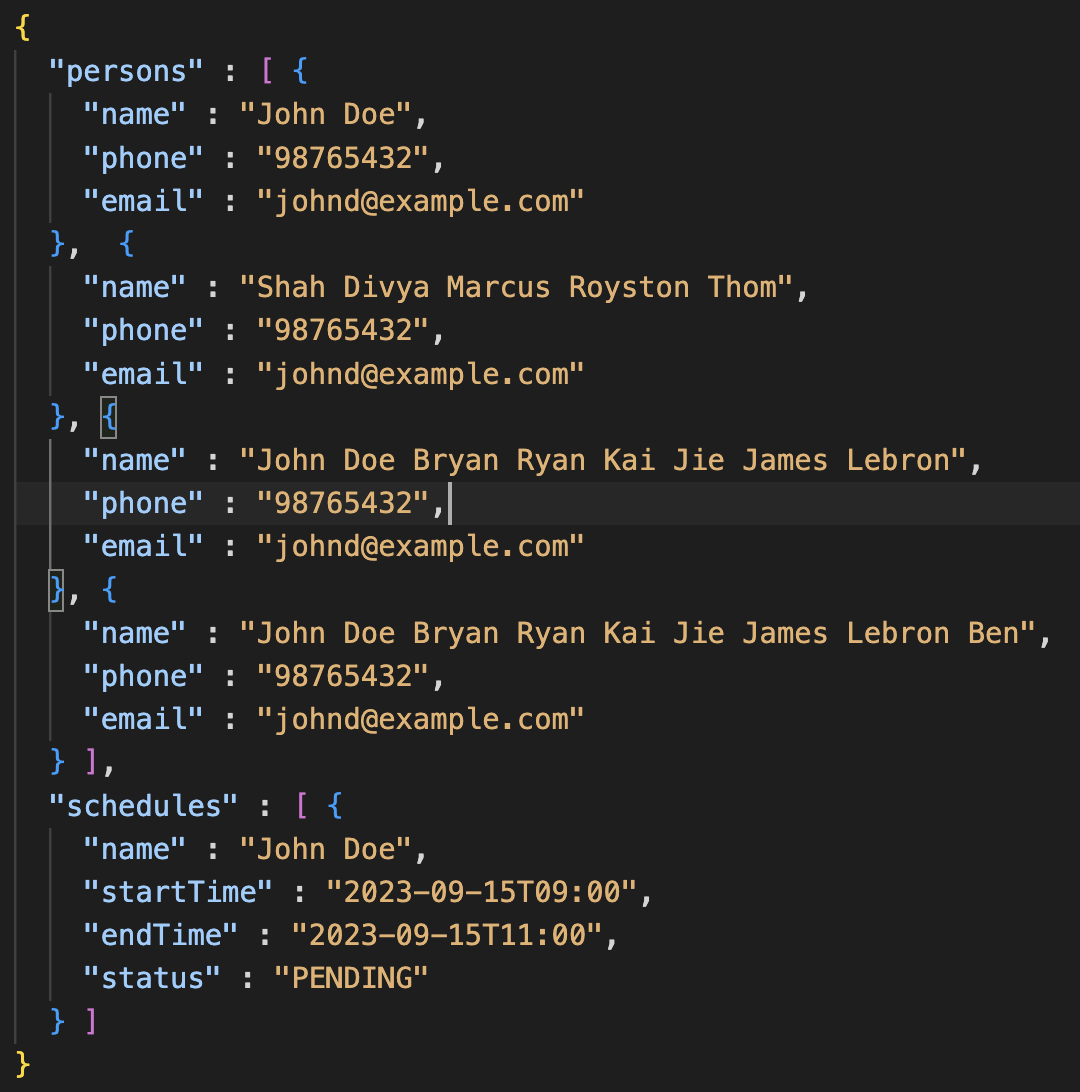 {
  "persons" : [ {
    "name" : "John Doe",
    "phone" : "98765432",
    "email" : "johnd@example.com"
  },  {
    "name" : "Shah Divya Marcus Royston Thom",
    "phone" : "98765432",
    "email" : "johnd@example.com"
  }, {
    "name" : "John Doe Bryan Ryan Kai Jie James Lebron",
    "phone" : "98765432",
    "email" : "johnd@example.com"
  }, {
    "name" : "John Doe Bryan Ryan Kai Jie James Lebron Ben",
    "phone" : "98765432",
    "email" : "johnd@example.com"
  } ],
  "schedules" : [ {
    "name" : "John Doe",
    "startTime" : "2023-09-15T09:00",
    "endTime" : "2023-09-15T11:00",
    "status" : "PENDING"
  } ]
}